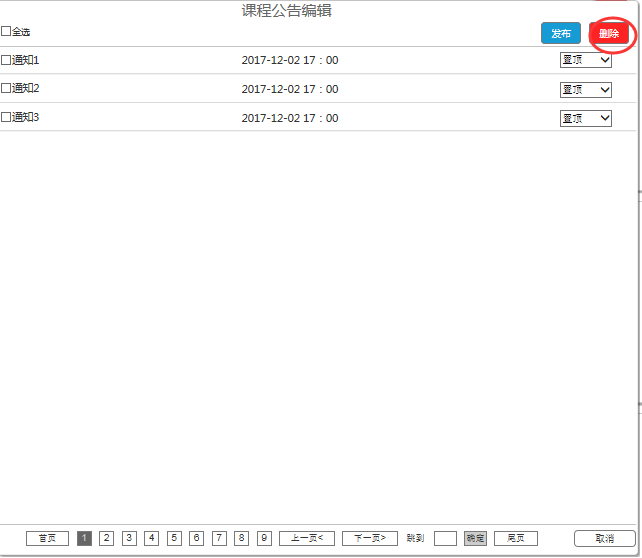 课程公告编辑
全选 发布 删除
通知1 2017-12-02 17：00 置顶
通知2 2017-12-02 17：00 置顶
通知3 2017-12-02 17：00 置顶
首页 1 2 3 4 5 6 7 8 9 上一页< 下一页> 跳到 确定 尾页 取消